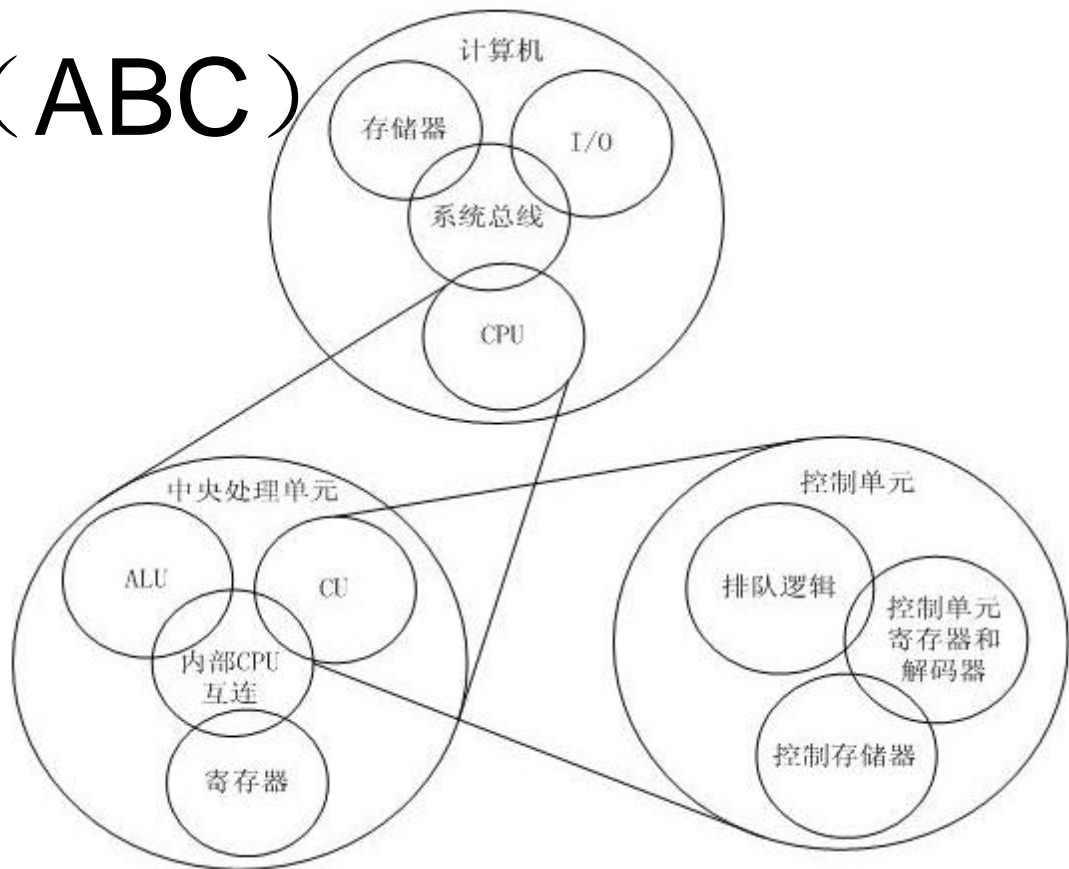 （ABC）
计算机
存储器
I/O
系统总线
CPU
中央处理单元
ALU
CU
内部CPU
互连
寄存器
控制单元
排队逻辑
控制单元
寄存器和
解码器
控制存储器